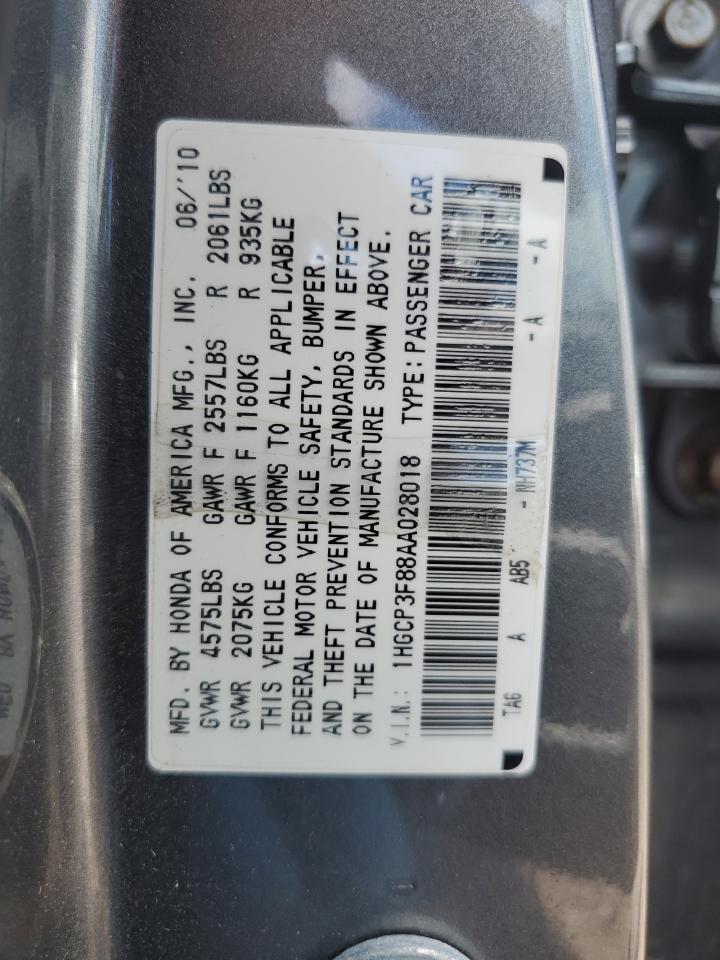 MFD. BY HONDA OF AMERICA MFG., INC. 06/'10
GVWR 4575LBS GAWR F 2557LBS R 2061LBS
GVWR 2075KG GAWR F 1160KG R 935KG
THIS VEHICLE CONFORMS TO ALL APPLICABLE
FEDERAL MOTOR VEHICLE SAFETY, BUMPER,
AND THEFT PREVENTION STANDARDS IN EFFECT
ON THE DATE OF MANUFACTURE SHOWN ABOVE.
V.I.N.: 1HGCP3F88AA028018 TYPE: PASSENGER CAR
TA6 A AB5 - NH737M - A - A